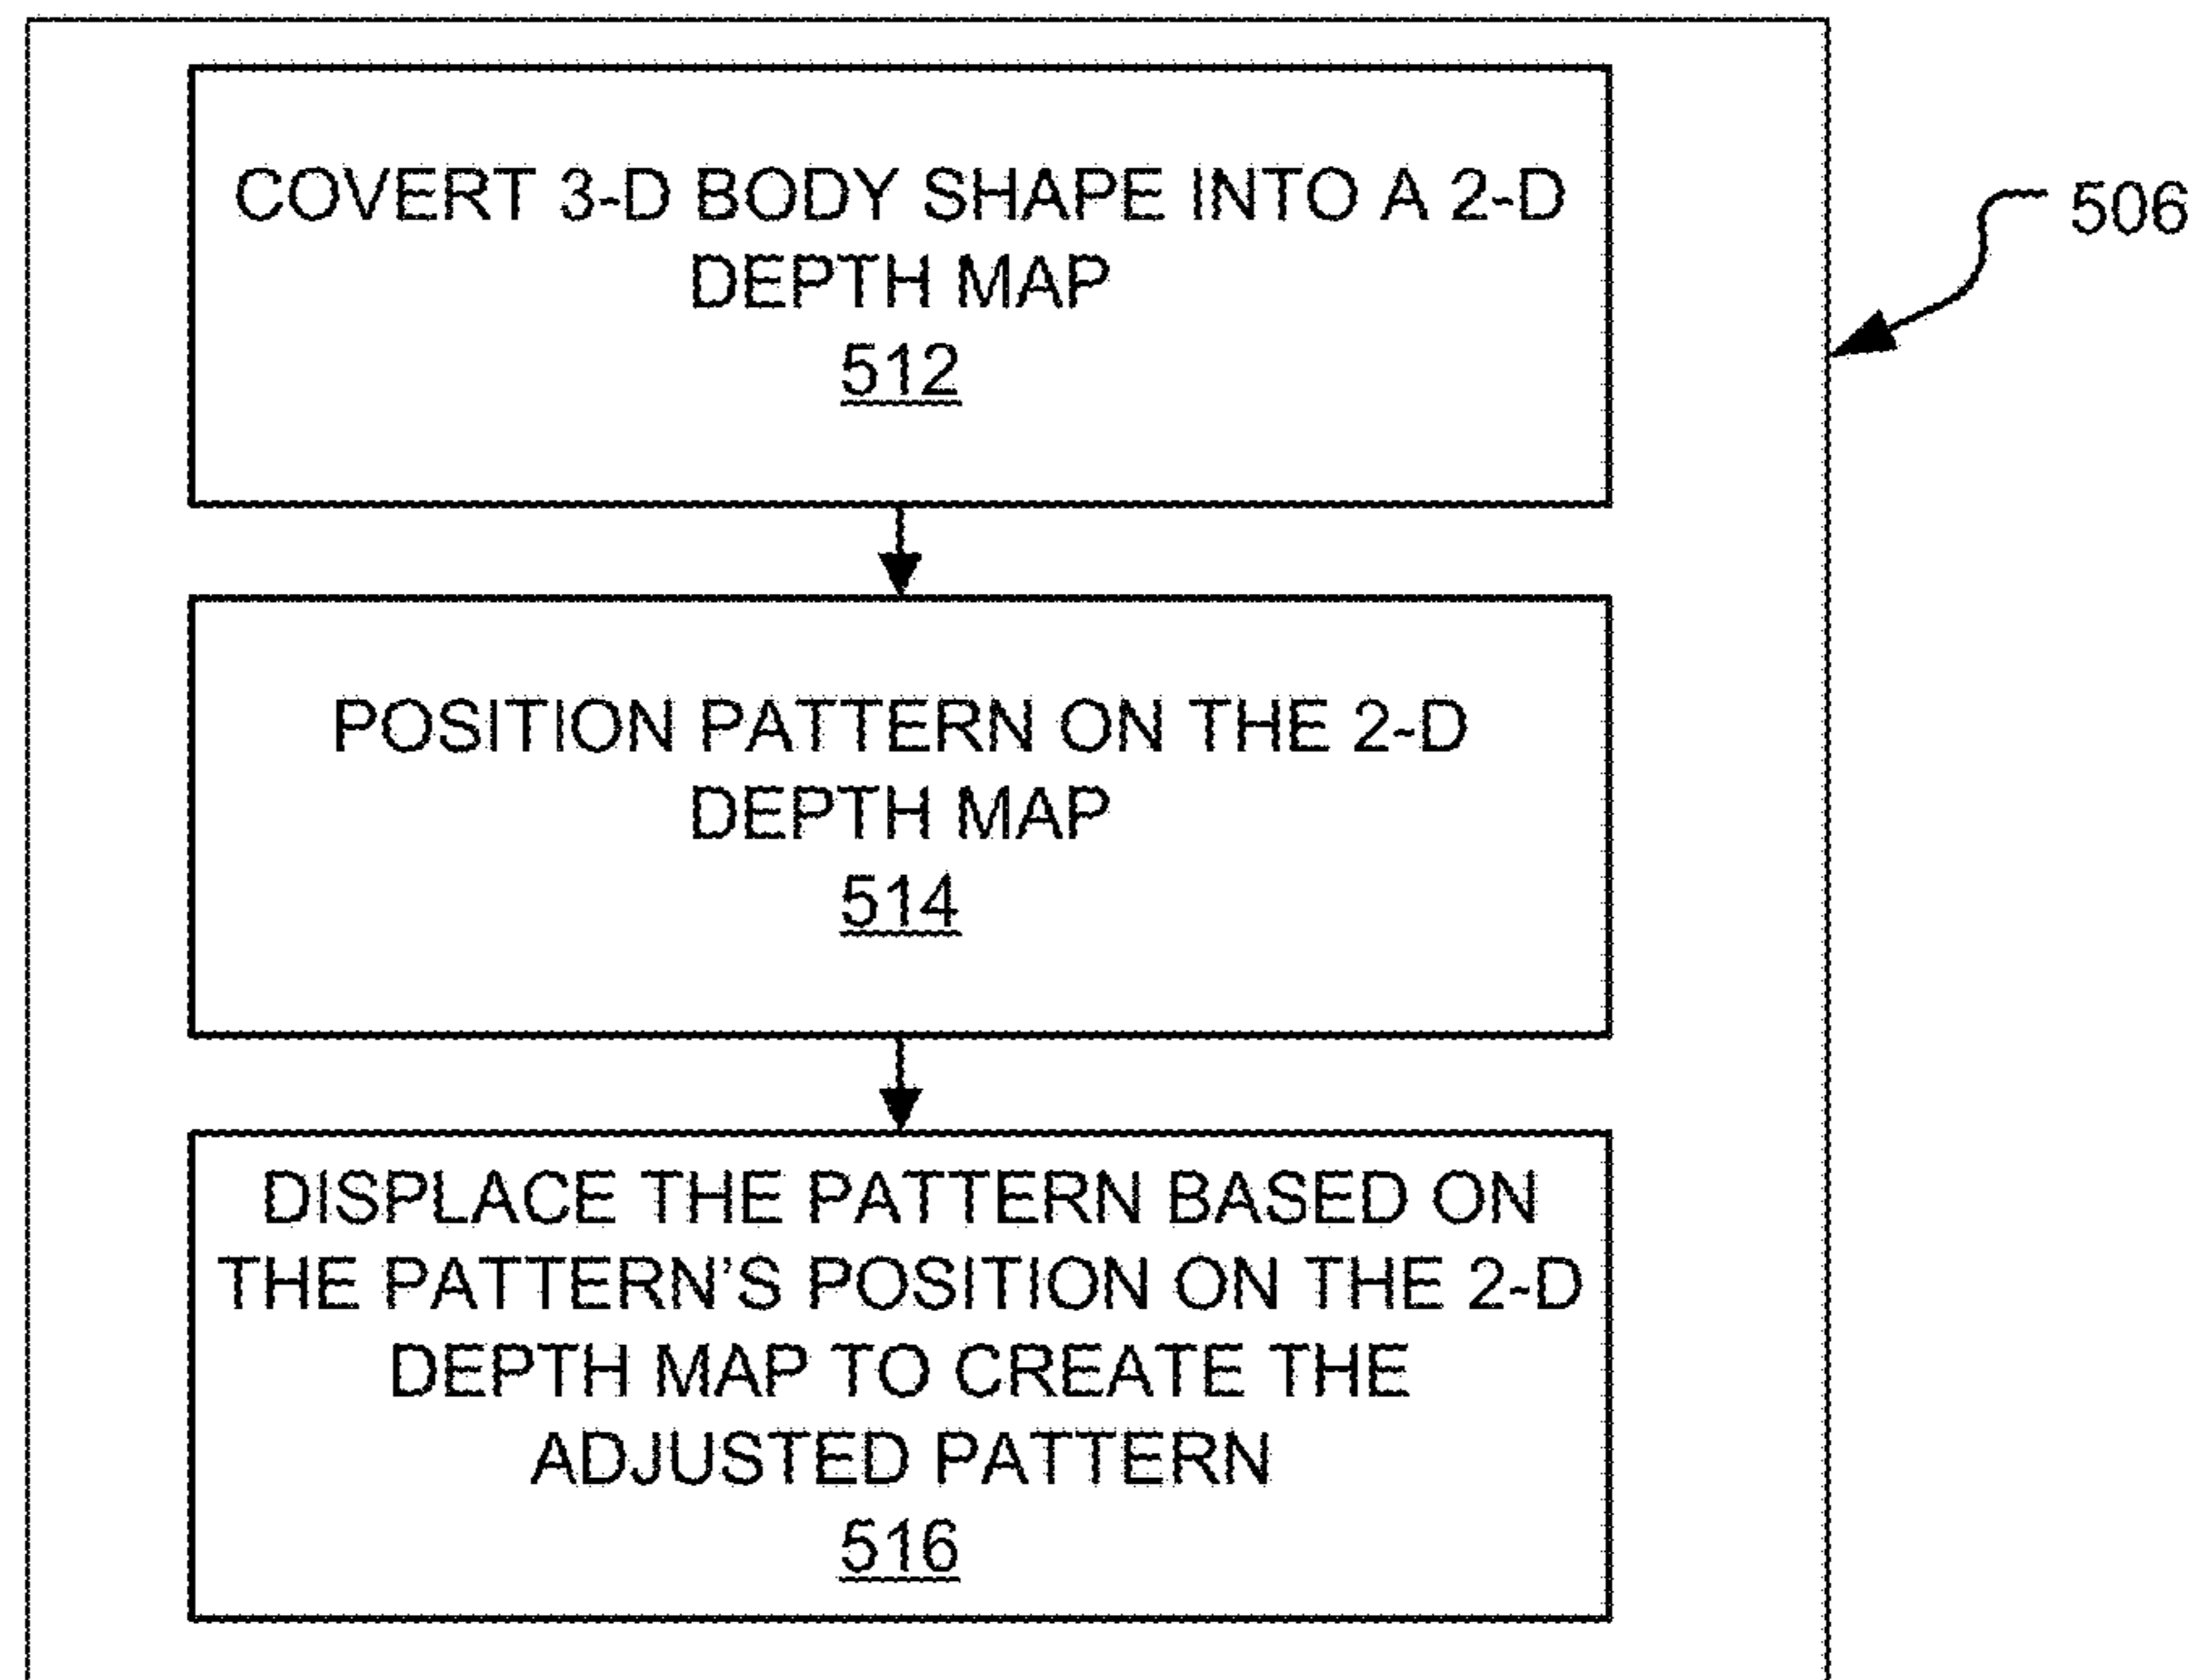 COVERT 3-D BODY SHAPE INTO A 2-D
DEPTH MAP
512
506
POSITION PATTERN ON THE 2-D
DEPTH MAP
514
DISPLACE THE PATTERN BASED ON
THE PATTERN'S POSITION ON THE 2-D
DEPTH MAP TO CREATE THE
ADJUSTED PATTERN
516